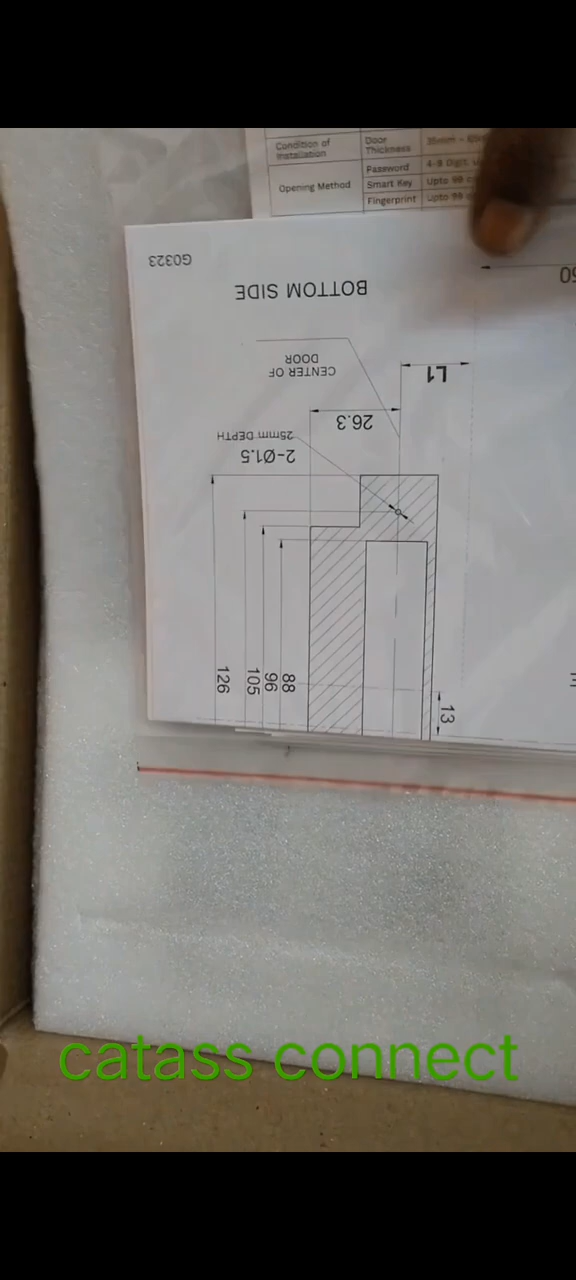 Condition of
Installation
Door
Thickness
35mm -
Opening Method
Password
4-9 Digit
Smart Key
Upto 99
Fingerprint
Upto 99
G0323
BOTTOM SIDE
CENTER OF
DOOR
L1
26.3
2-Ø1.5
25mm DEPTH
126
105
96
88
13
catass connect